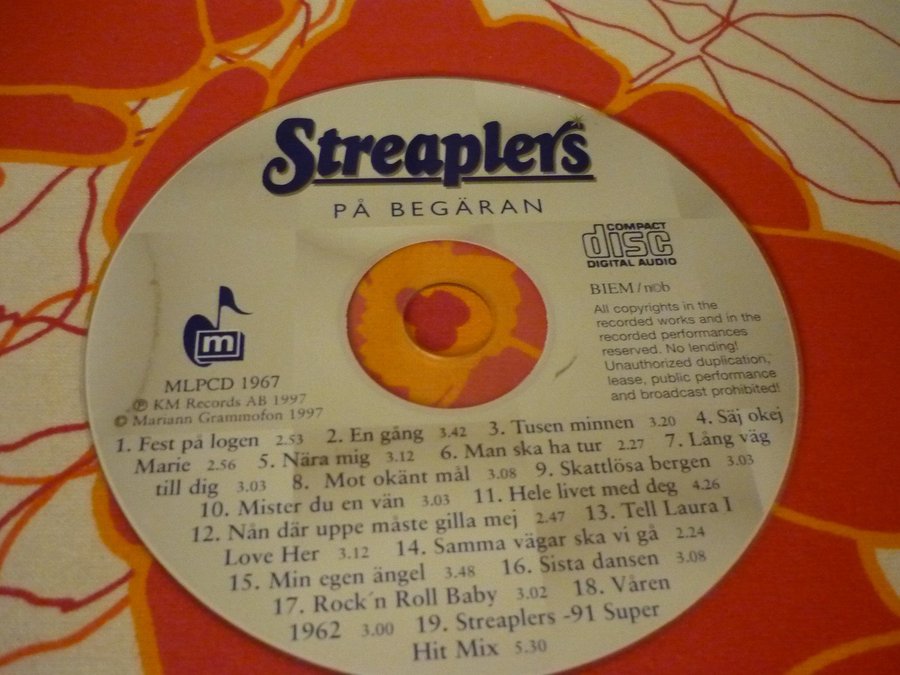 Streaplers
PÅ BEGÄRAN
COMPACT
disc
DIGITAL AUDIO
BIEM/n©b
All copyrights in the
recorded works and in the
recorded performances
reserved. No lending!
Unauthorized duplication,
lease, public performance
and broadcast prohibited!
m
MLPCD 1967
℗ KM Records AB 1997
© Mariann Grammofon 1997
1. Fest på logen 2.53 2. En gång 3.42 3. Tusen minnen 3.20 4. Säj okej
Marie 2.56 5. Nära mig 3.12 6. Man ska ha tur 2.27 7. Lång väg
till dig 3.03 8. Mot okänt mål 3.08 9. Skattlösa bergen 3.03
10. Mister du en vän 3.03 11. Hele livet med deg 4.26
12. Nån där uppe måste gilla mej 2.47 13. Tell Laura I
Love Her 3.12 14. Samma vägar ska vi gå 2.24
15. Min egen ängel 3.48 16. Sista dansen 3.08
17. Rock´n Roll Baby 3.02 18. Våren
1962 3.00 19. Streaplers -91 Super
Hit Mix 5.30